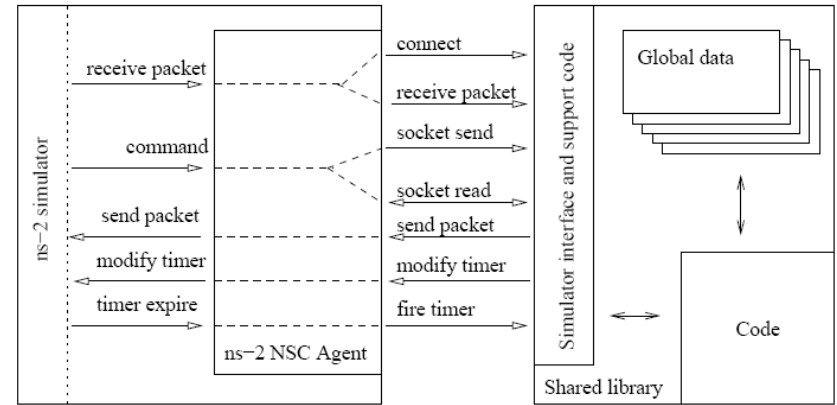 ns-2 simulator
receive packet
command
send packet
modify timer
timer expire
ns-2 NSC Agent
connect
receive packet
socket send
socket read
send packet
modify timer
fire timer
Simulator interface and support code
Global data
Code
Shared library